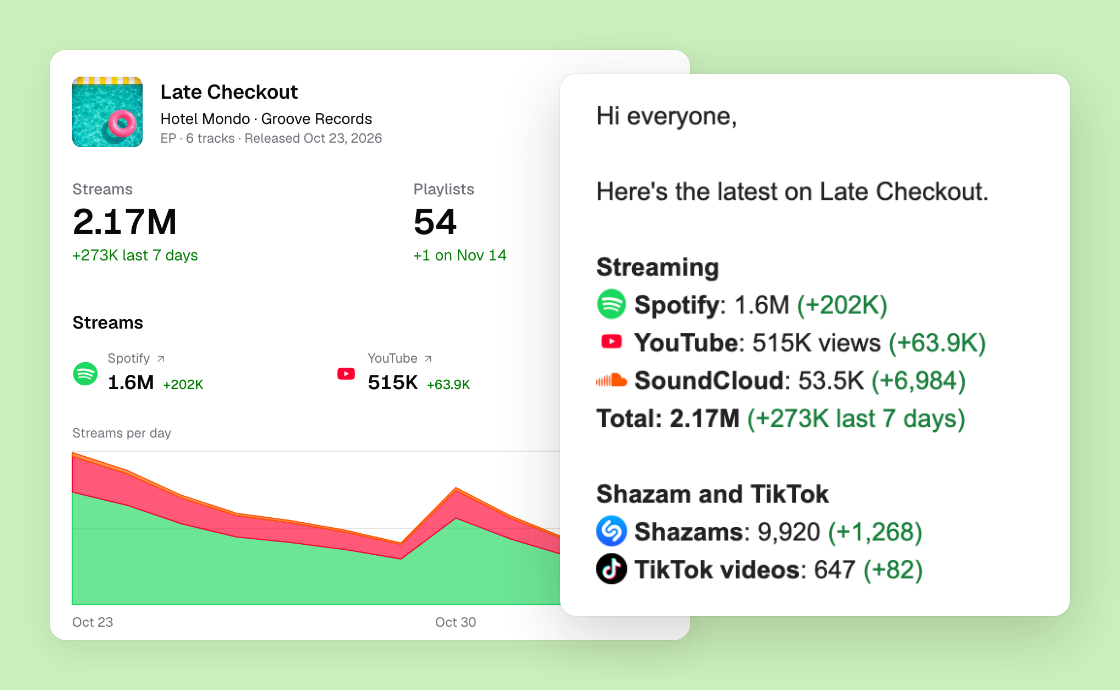 Late Checkout
Hotel Mondo · Groove Records
EP · 6 tracks · Released Oct 23, 2026
Streams
2.17M
+273K last 7 days
Playlists
54
+1 on Nov 14
Streams
Spotify ↗
1.6M +202K
YouTube ↗
515K +63.9K
Streams per day
Oct 23
Oct 30
Hi everyone,
Here's the latest on Late Checkout.
Streaming
Spotify: 1.6M (+202K)
YouTube: 515K views (+63.9K)
SoundCloud: 53.5K (+6,984)
Total: 2.17M (+273K last 7 days)
Shazam and TikTok
Shazams: 9,920 (+1,268)
TikTok videos: 647 (+82)